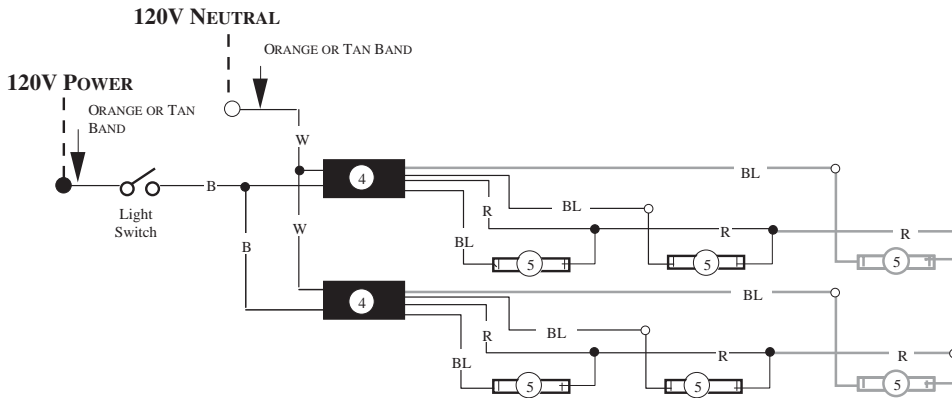 120V NEUTRAL
ORANGE OR TAN BAND
120V POWER
ORANGE OR TAN
BAND
W
B
Light
Switch
4
BL
R
BL
R
R
BL
5
5
5
W
B
4
BL
R
BL
R
R
BL
5
5
5